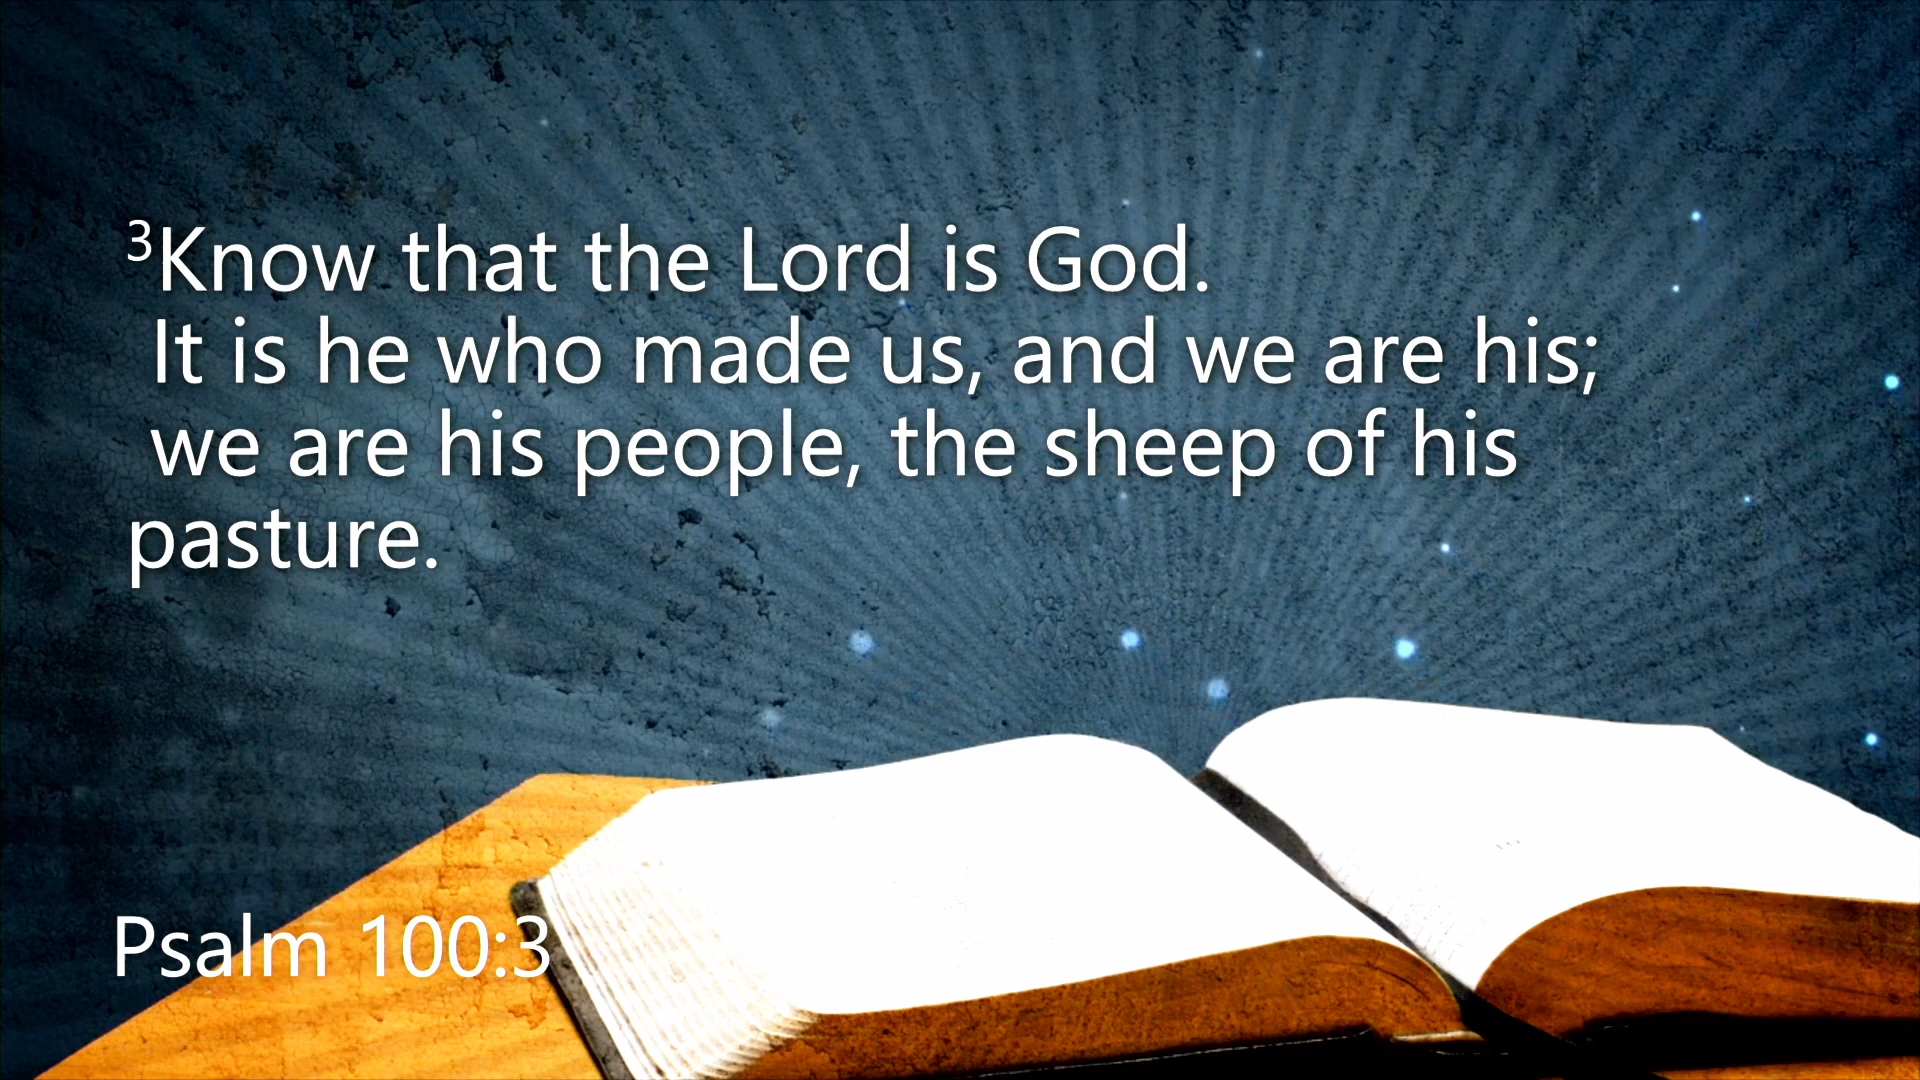 ³Know that the Lord is God.
It is he who made us, and we are his;
we are his people, the sheep of his
pasture.
Psalm 100:3